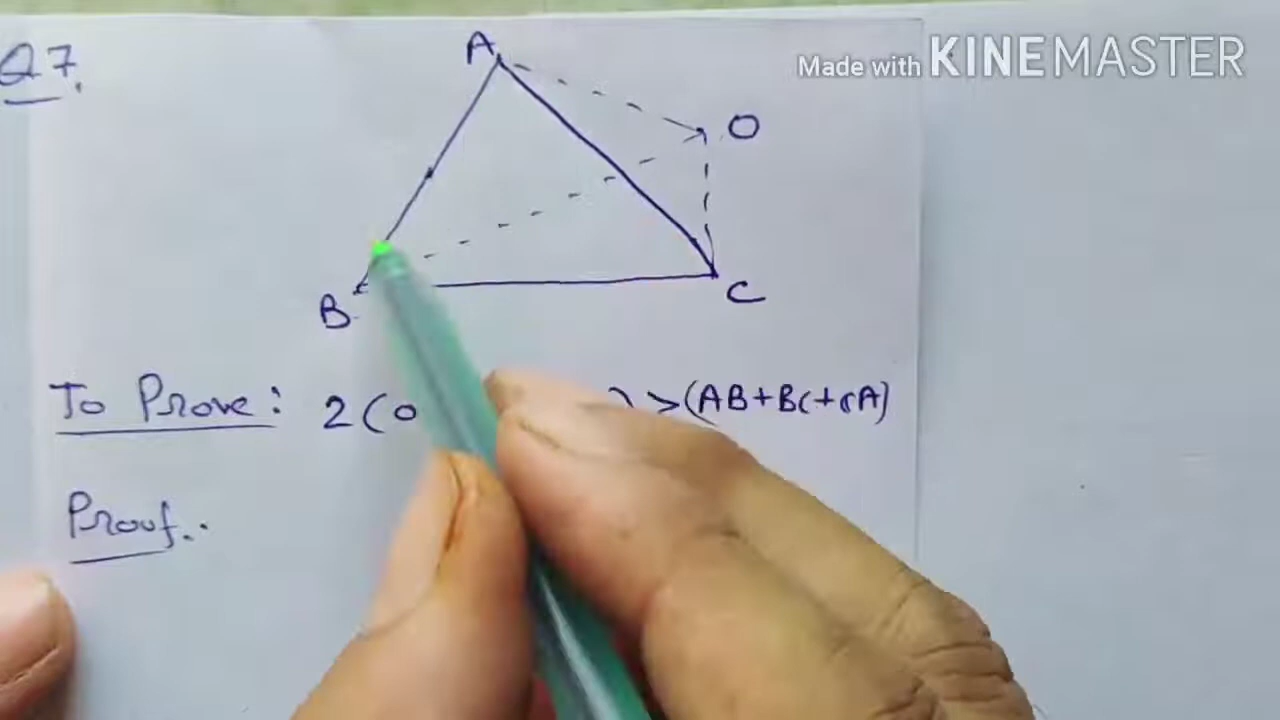 Q7.
Made with KINEMASTER
A
O
B
C
To Prove: 2(O ) >(AB+BC+CA)
Proof: